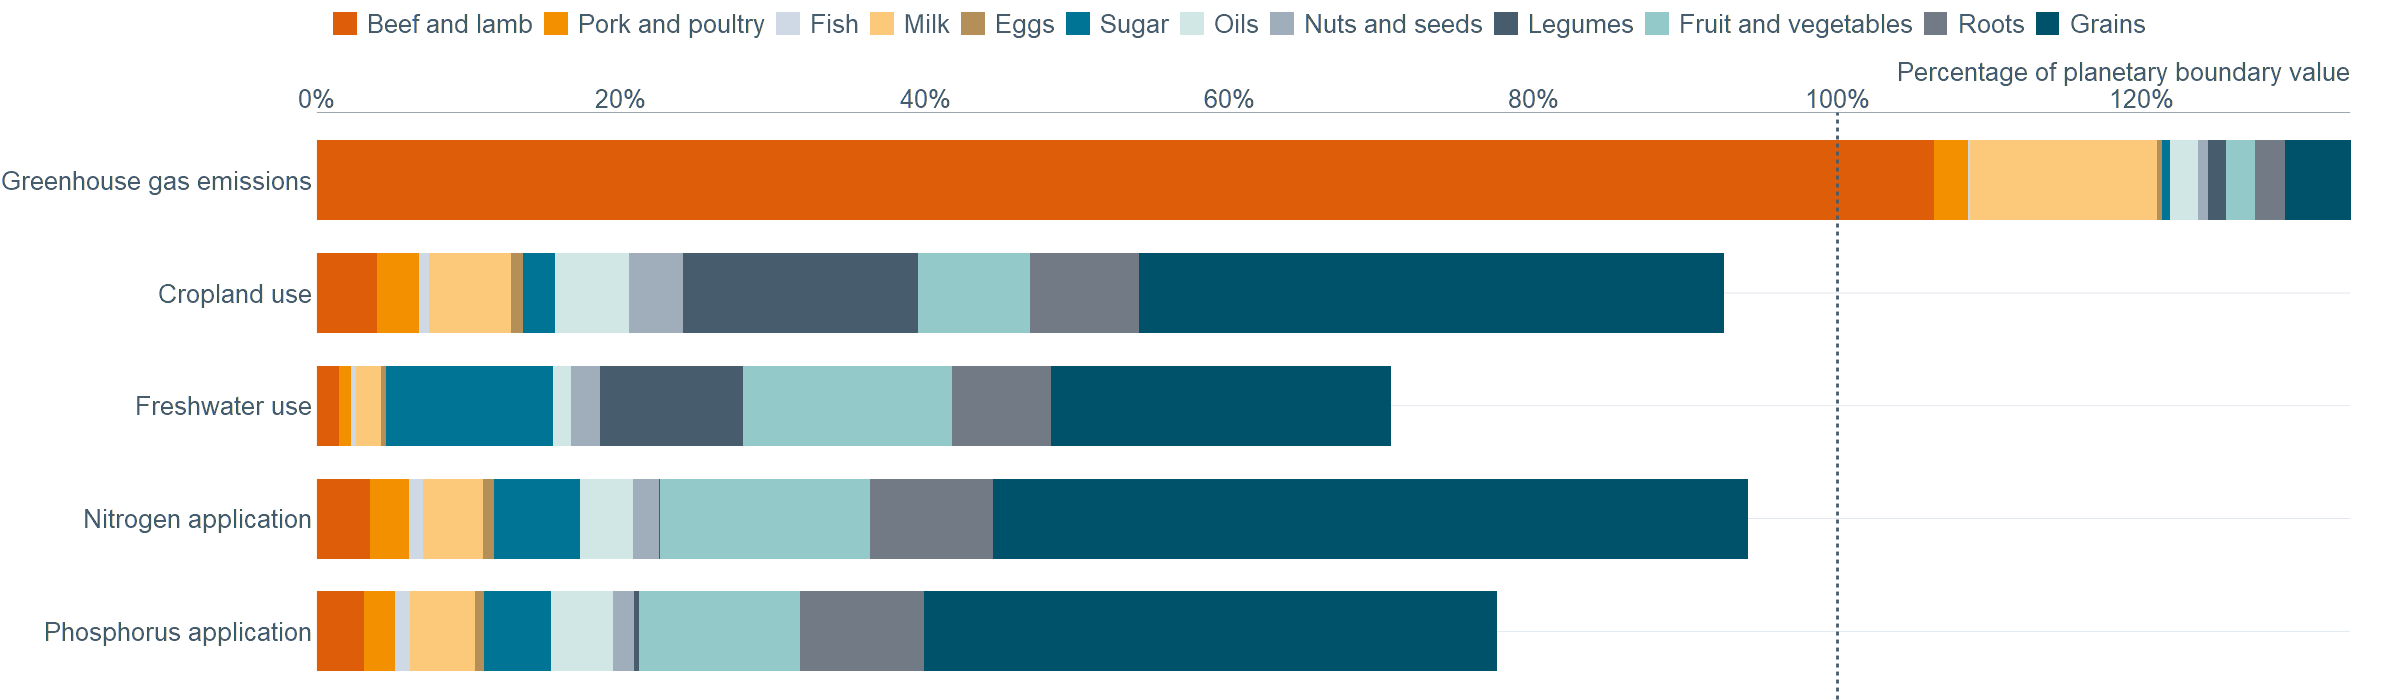 Beef and lamb Pork and poultry Fish Milk Eggs Sugar Oils Nuts and seeds Legumes Fruit and vegetables Roots Grains
Percentage of planetary boundary value
0% 20% 40% 60% 80% 100% 120%
Greenhouse gas emissions
Cropland use
Freshwater use
Nitrogen application
Phosphorus application